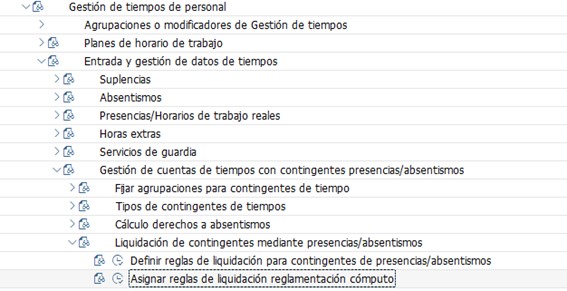 Gestión de tiempos de personal
Agrupaciones o modificadores de Gestión de tiempos
Planes de horario de trabajo
Entrada y gestión de datos de tiempos
Suplencias
Absentismos
Presencias/Horarios de trabajo reales
Horas extras
Servicios de guardia
Gestión de cuentas de tiempos con contingentes presencias/absentismos
Fijar agrupaciones para contingentes de tiempo
Tipos de contingentes de tiempos
Cálculo derechos a absentismos
Liquidación de contingentes mediante presencias/absentismos
Definir reglas de liquidación para contingentes de presencias/absentismos
Asignar reglas de liquidación reglamentación cómputo